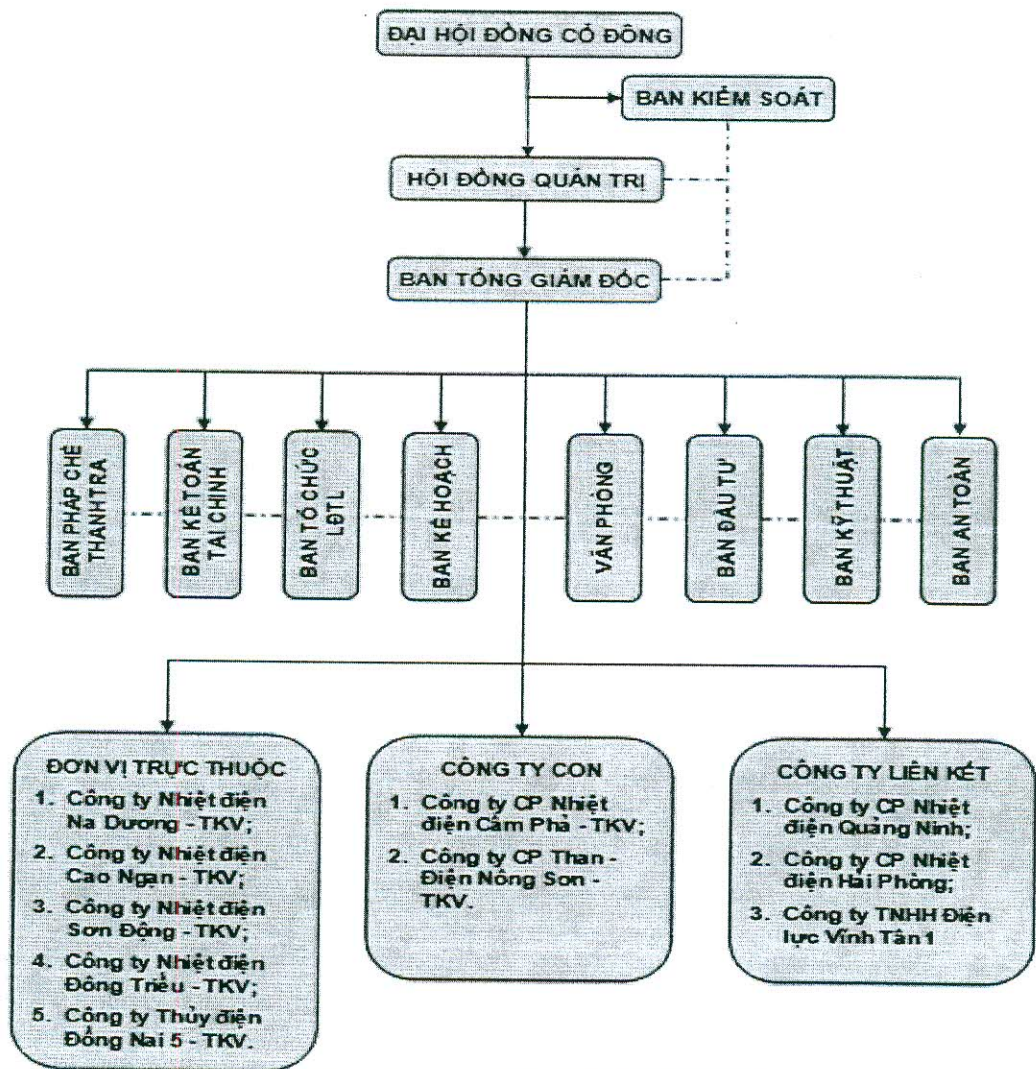 ĐẠI HỘI ĐỒNG CỔ ĐÔNG
BAN KIỂM SOÁT
HỘI ĐỒNG QUẢN TRỊ
BAN TỔNG GIÁM ĐỐC
BAN PHÁP CHẾ
THANH TRA
BAN KẾ TOÁN
TÀI CHÍNH
BAN TỔ CHỨC
LĐTL
BAN KẾ HOẠCH
VĂN PHÒNG
BAN ĐẦU TƯ
BAN KỸ THUẬT
BAN AN TOÀN
ĐƠN VỊ TRỰC THUỘC
1. Công ty Nhiệt điện
Na Dương - TKV;
2. Công ty Nhiệt điện
Cao Ngạn - TKV;
3. Công ty Nhiệt điện
Sơn Động - TKV;
4. Công ty Nhiệt điện
Đông Triều - TKV;
5. Công ty Thủy điện
Đồng Nai 5 - TKV.
CÔNG TY CON
1. Công ty CP Nhiệt
điện Cẩm Phả - TKV;
2. Công ty CP Than -
Điện Nông Sơn -
TKV.
CÔNG TY LIÊN KẾT
1. Công ty CP Nhiệt
điện Quảng Ninh;
2. Công ty CP Nhiệt
điện Hải Phòng;
3. Công ty TNHH Điện
lực Vĩnh Tân 1